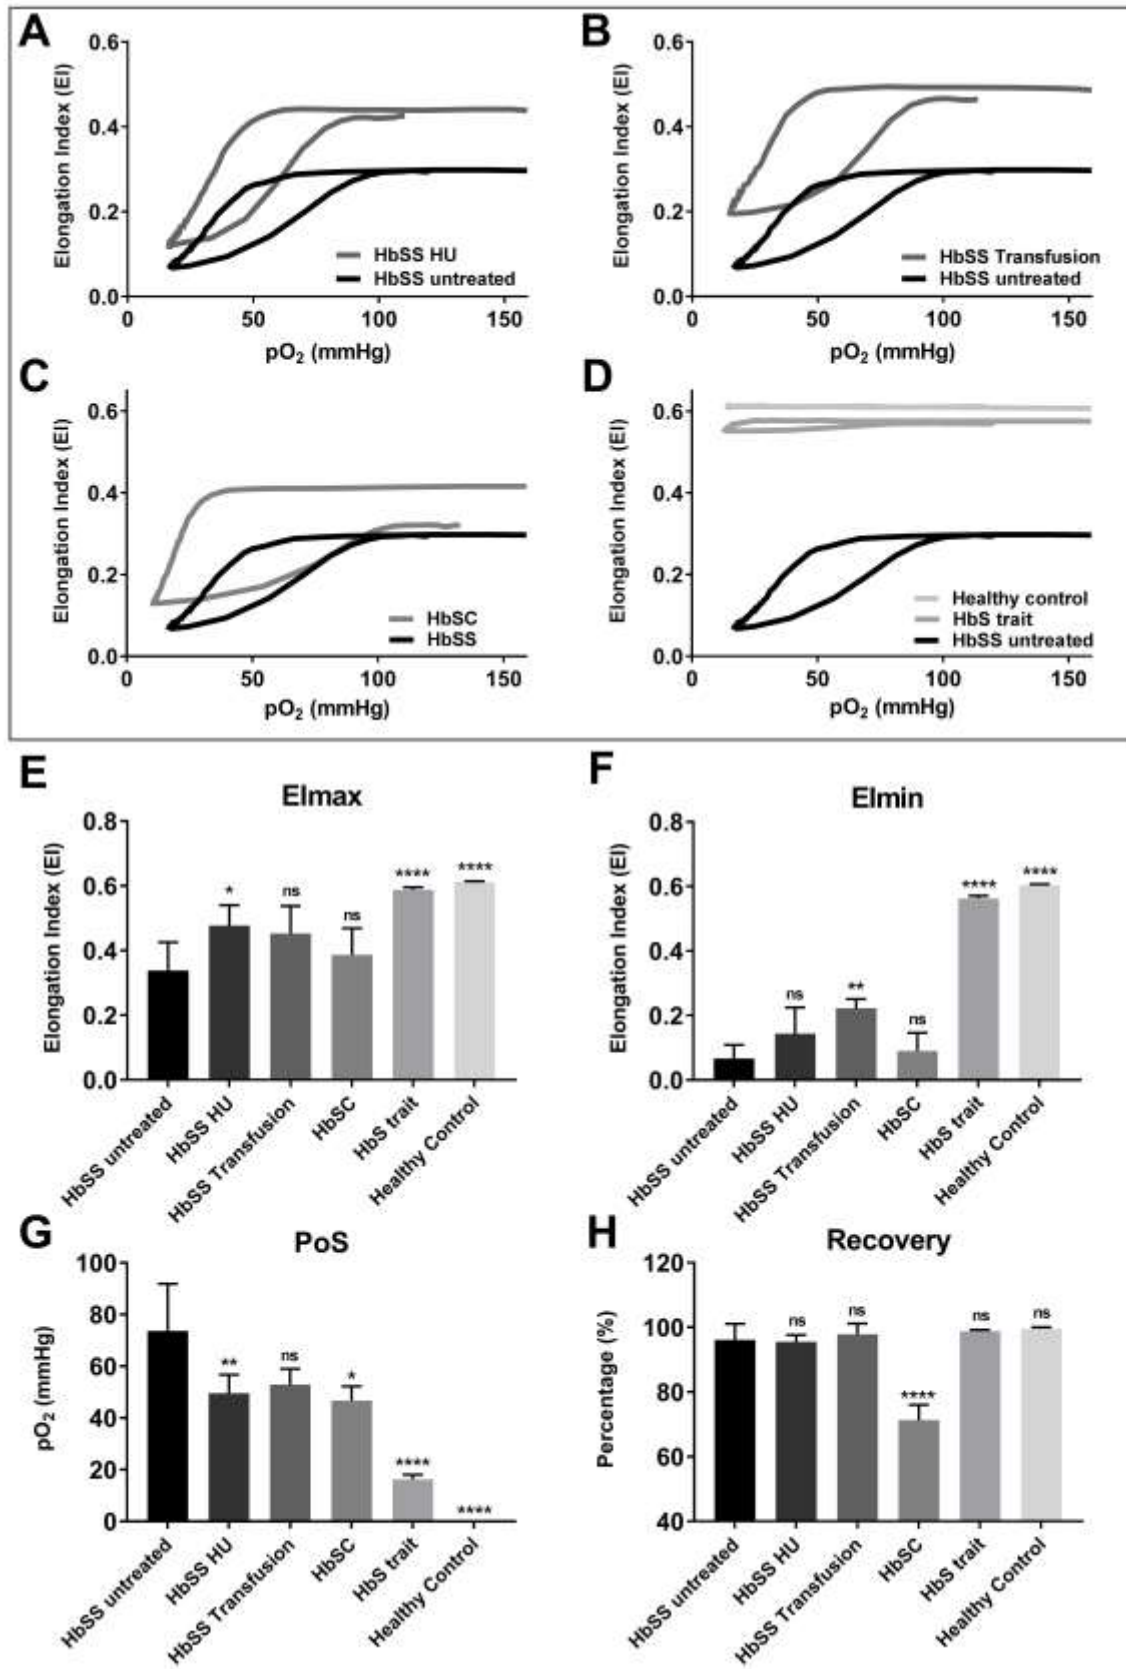 A
Elongation Index (EI)
0.6
0.4
0.2
0.0
HbSS HU
HbSS untreated
0 50 100 150
pO₂ (mmHg)
B
Elongation Index (EI)
0.6
0.4
0.2
0.0
HbSS Transfusion
HbSS untreated
0 50 100 150
pO₂ (mmHg)
C
Elongation Index (EI)
0.6
0.4
0.2
0.0
HbSC
HbSS
0 50 100 150
pO₂ (mmHg)
D
Elongation Index (EI)
0.6
0.4
0.2
0.0
Healthy control
HbS trait
HbSS untreated
0 50 100 150
pO₂ (mmHg)
E
EImax
Elongation Index (EI)
0.8
0.6
0.4
0.2
0.0
* ns ns **** ****
HbSS untreated
HbSS HU
HbSS Transfusion
HbSC
HbS trait
Healthy Control
F
EImin
Elongation Index (EI)
0.8
0.6
0.4
0.2
0.0
ns ** ns **** ****
HbSS untreated
HbSS HU
HbSS Transfusion
HbSC
HbS trait
Healthy Control
G
PoS
pO₂ (mmHg)
100
80
60
40
20
0
** ns * **** ****
HbSS untreated
HbSS HU
HbSS Transfusion
HbSC
HbS trait
Healthy Control
H
Recovery
Percentage (%)
120
100
80
60
40
ns ns **** ns ns
HbSS untreated
HbSS HU
HbSS Transfusion
HbSC
HbS trait
Healthy Control